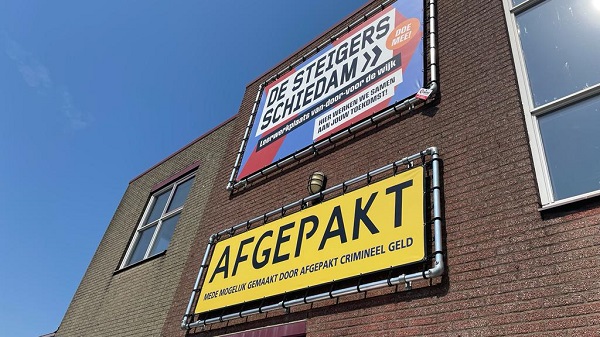 DE STEIGERS
SCHIEDAM >>
DOE
MEE!
Leerwerkplaats van-door-voor de wijk
HIER WERKEN WE SAMEN
AAN JOUW TOEKOMST!
AFGEPAKT
MEDE MOGELIJK GEMAAKT DOOR AFGEPAKT CRIMINEEL GELD